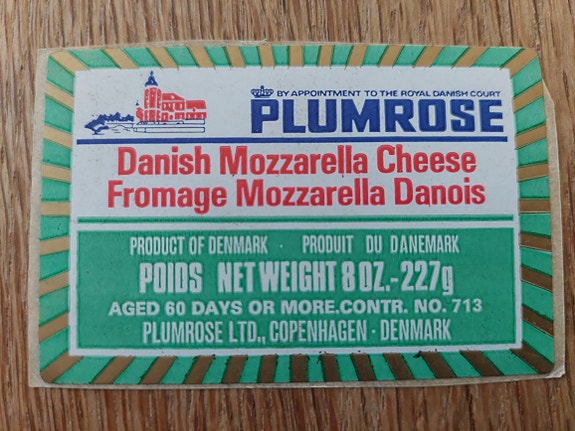 BY APPOINTMENT TO THE ROYAL DANISH COURT
PLUMROSE
Danish Mozzarella Cheese
Fromage Mozzarella Danois
PRODUCT OF DENMARK · PRODUIT DU DANEMARK
POIDS NET WEIGHT 8 OZ.-227g
AGED 60 DAYS OR MORE.CONTR. NO. 713
PLUMROSE LTD., COPENHAGEN · DENMARK